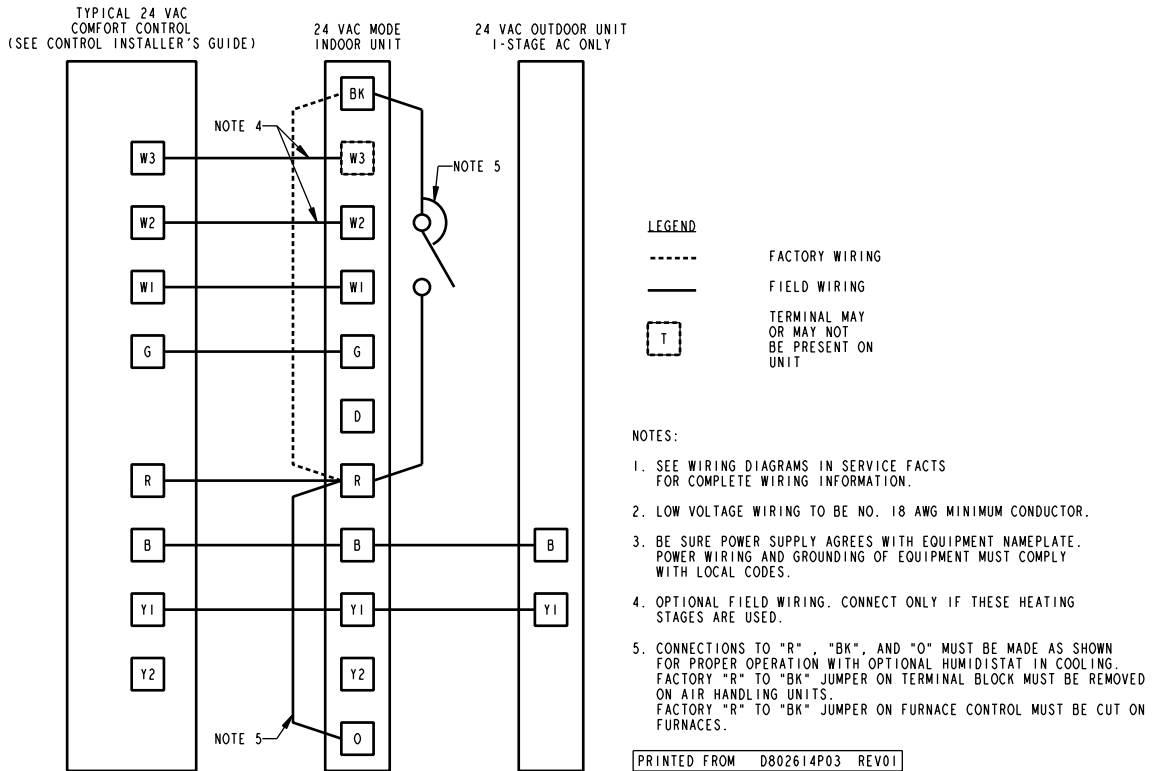 TYPICAL 24 VAC
COMFORT CONTROL
(SEE CONTROL INSTALLER'S GUIDE)
24 VAC MODE
INDOOR UNIT
24 VAC OUTDOOR UNIT
1-STAGE AC ONLY
BK
NOTE 4
W3
W3
NOTE 5
W2
W2
W1
W1
G
G
D
R
R
B
B
B
Y1
Y1
Y1
Y2
Y2
NOTE 5
O
LEGEND
FACTORY WIRING
FIELD WIRING
T
TERMINAL MAY
OR MAY NOT
BE PRESENT ON
UNIT
NOTES:
1. SEE WIRING DIAGRAMS IN SERVICE FACTS
FOR COMPLETE WIRING INFORMATION.
2. LOW VOLTAGE WIRING TO BE NO. 18 AWG MINIMUM CONDUCTOR.
3. BE SURE POWER SUPPLY AGREES WITH EQUIPMENT NAMEPLATE.
POWER WIRING AND GROUNDING OF EQUIPMENT MUST COMPLY
WITH LOCAL CODES.
4. OPTIONAL FIELD WIRING. CONNECT ONLY IF THESE HEATING
STAGES ARE USED.
5. CONNECTIONS TO "R" , "BK", AND "O" MUST BE MADE AS SHOWN
FOR PROPER OPERATION WITH OPTIONAL HUMIDISTAT IN COOLING.
FACTORY "R" TO "BK" JUMPER ON TERMINAL BLOCK MUST BE REMOVED
ON AIR HANDLING UNITS.
FACTORY "R" TO "BK" JUMPER ON FURNACE CONTROL MUST BE CUT ON
FURNACES.
PRINTED FROM D802614P03 REV01